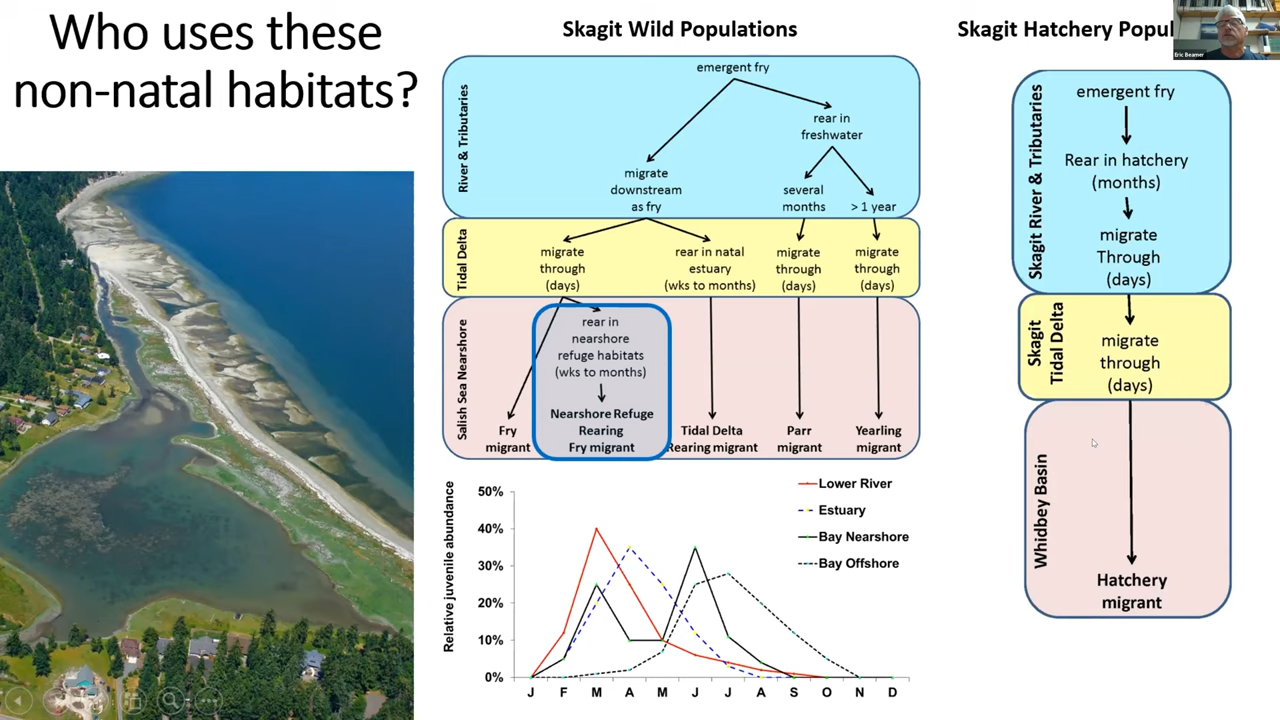 Who uses these
non-natal habitats?
Skagit Wild Populations
River & Tributaries
emergent fry
rear in
freshwater
migrate
downstream
as fry
several
months
> 1 year
Tidal Delta
migrate
through
(days)
rear in natal
estuary
(wks to months)
migrate
through
(days)
migrate
through
(days)
Salish Sea Nearshore
rear in
nearshore
refuge habitats
(wks to months)
Fry
migrant
Nearshore Refuge
Rearing
Fry migrant
Tidal Delta
Rearing migrant
Parr
migrant
Yearling
migrant
Relative juvenile abundance
50%
40%
30%
20%
10%
0%
J F M A M J J A S O N D
Lower River
Estuary
Bay Nearshore
Bay Offshore
Skagit Hatchery Popul
Eric Beamer
Skagit River & Tributaries
emergent fry
Rear in hatchery
(months)
migrate
Through
(days)
Skagit
Tidal Delta
migrate
through
(days)
Whidbey Basin
Hatchery
migrant